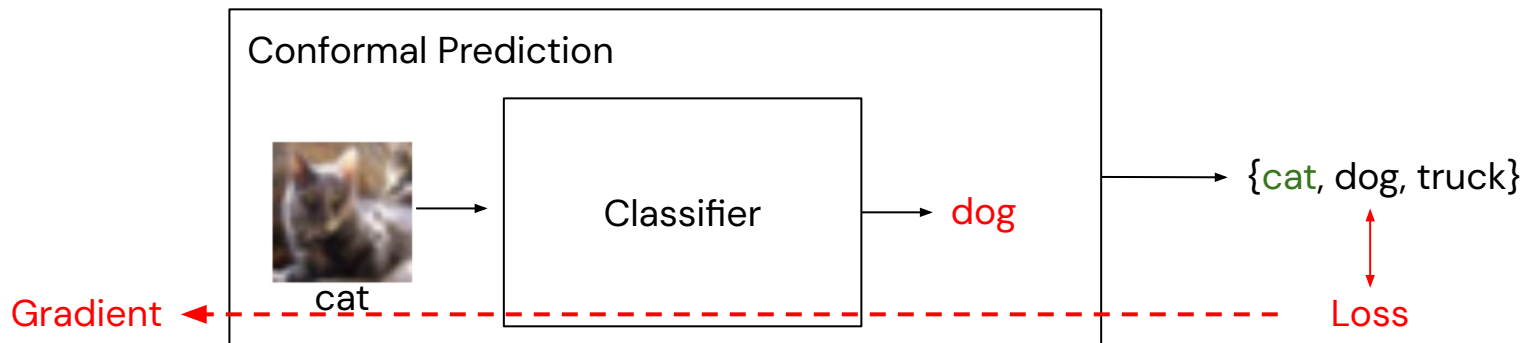 Conformal Prediction
cat
Classifier
dog
{cat, dog, truck}
Gradient
Loss